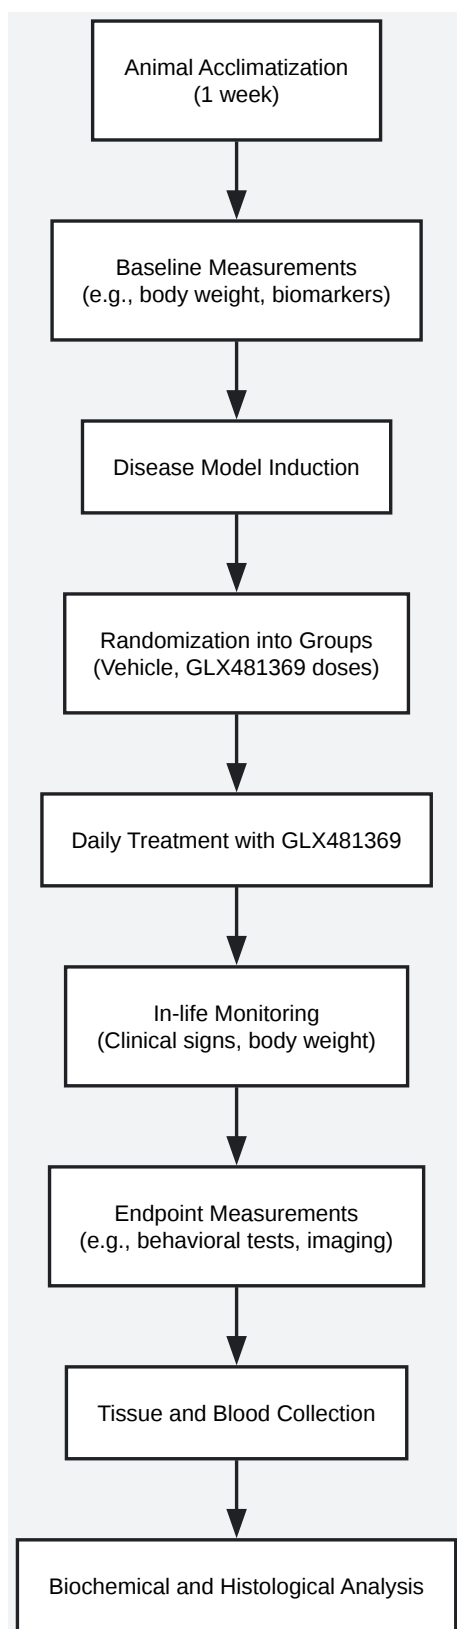 Animal Acclimatization
(1 week)
Baseline Measurements
(e.g., body weight, biomarkers)
Disease Model Induction
Randomization into Groups
(Vehicle, GLX481369 doses)
Daily Treatment with GLX481369
In-life Monitoring
(Clinical signs, body weight)
Endpoint Measurements
(e.g., behavioral tests, imaging)
Tissue and Blood Collection
Biochemical and Histological Analysis